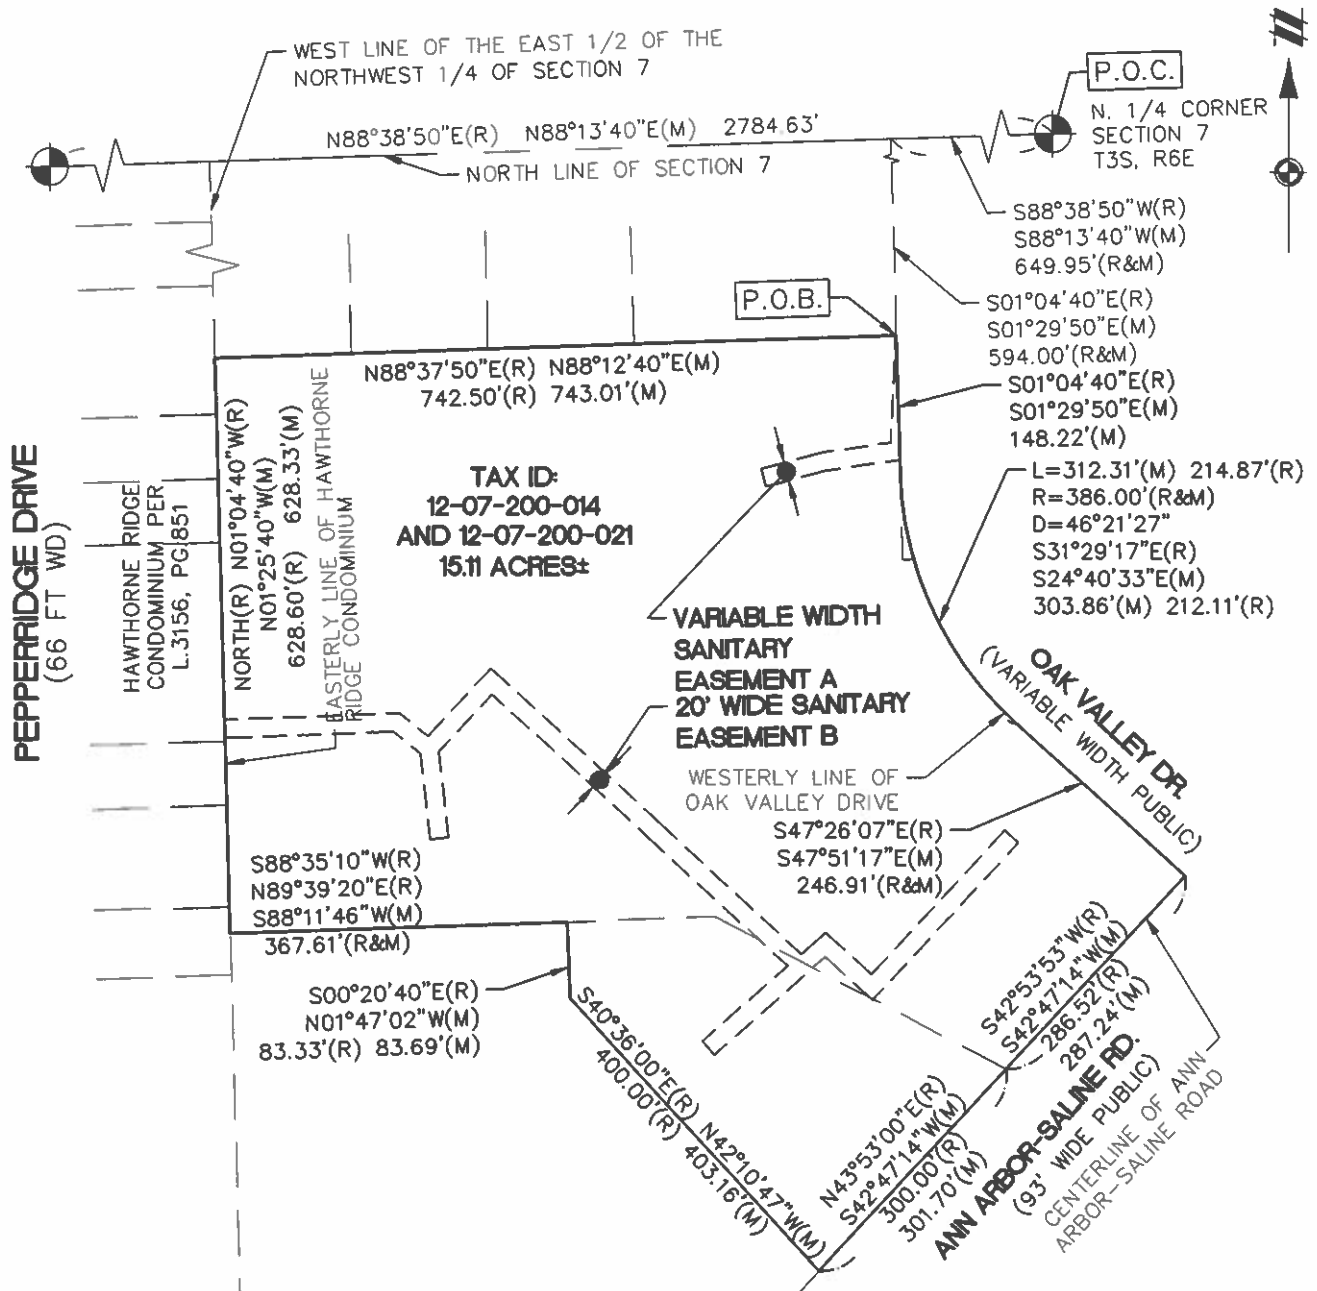 N
WEST LINE OF THE EAST 1/2 OF THE
NORTHWEST 1/4 OF SECTION 7
P.O.C.
N. 1/4 CORNER
SECTION 7
T3S, R6E
N88°38'50"E(R) N88°13'40"E(M) 2784.63'
NORTH LINE OF SECTION 7
S88°38'50"W(R)
S88°13'40"W(M)
649.95'(R&M)
P.O.B.
S01°04'40"E(R)
S01°29'50"E(M)
594.00'(R&M)
N88°37'50"E(R) N88°12'40"E(M)
742.50'(R) 743.01'(M)
S01°04'40"E(R)
S01°29'50"E(M)
148.22'(M)
L=312.31'(M) 214.87'(R)
R=386.00'(R&M)
D=46°21'27"
S31°29'17"E(R)
S24°40'33"E(M)
303.86'(M) 212.11'(R)
PEPPERRIDGE DRIVE
(66 FT WD)
HAWTHORNE RIDGE
CONDOMINIUM PER
L.3156, PG.851
NORTH(R) N01°04'40"W(R)
N01°25'40"W(M)
628.60'(R) 628.33'(M)
EASTERLY LINE OF HAWTHORNE
RIDGE CONDOMINIUM
TAX ID:
12-07-200-014
AND 12-07-200-021
15.11 ACRES±
VARIABLE WIDTH
SANITARY
EASEMENT A
20' WIDE SANITARY
EASEMENT B
OAK VALLEY DR.
(VARIABLE WIDTH PUBLIC)
WESTERLY LINE OF
OAK VALLEY DRIVE
S47°26'07"E(R)
S47°51'17"E(M)
246.91'(R&M)
S88°35'10"W(R)
N89°39'20"E(R)
S88°11'46"W(M)
367.61'(R&M)
S00°20'40"E(R)
N01°47'02"W(M)
83.33'(R) 83.69'(M)
S40°36'00"E(R) N42°10'47"W(M)
400.00'(R) 403.16'(M)
S42°53'53"W(R)
S42°47'14"W(M)
286.52'(R)
287.24'(M)
N43°53'00"E(R)
S42°47'14"W(M)
300.00'(R)
301.70'(M)
ANN ARBOR-SALINE RD.
(93' WIDE PUBLIC)
CENTERLINE OF ANN
ARBOR-SALINE ROAD